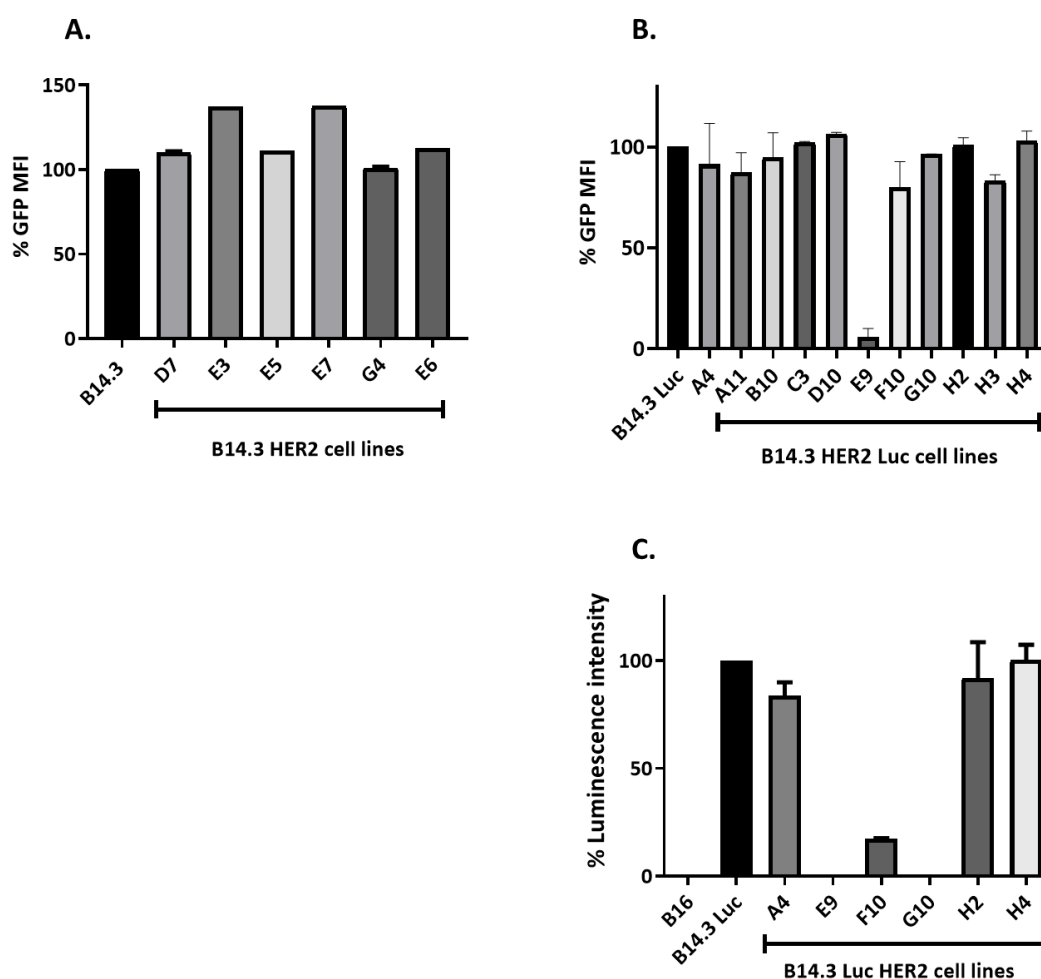 A.
% GFP MFI
150
100
50
0
B14.3
D7
E3
E5
E7
G4
E6
B14.3 HER2 cell lines
B.
% GFP MFI
100
50
0
B14.3 Luc
A4
A11
B10
C3
D10
E9
F10
G10
H2
H3
H4
B14.3 HER2 Luc cell lines
C.
% Luminescence intensity
100
50
0
B16
B14.3 Luc
A4
E9
F10
G10
H2
H4
B14.3 Luc HER2 cell lines